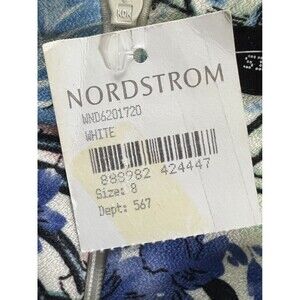 NORDSTROM
WND6201720
WHITE
889982 424447
Size: 8
Dept: 567